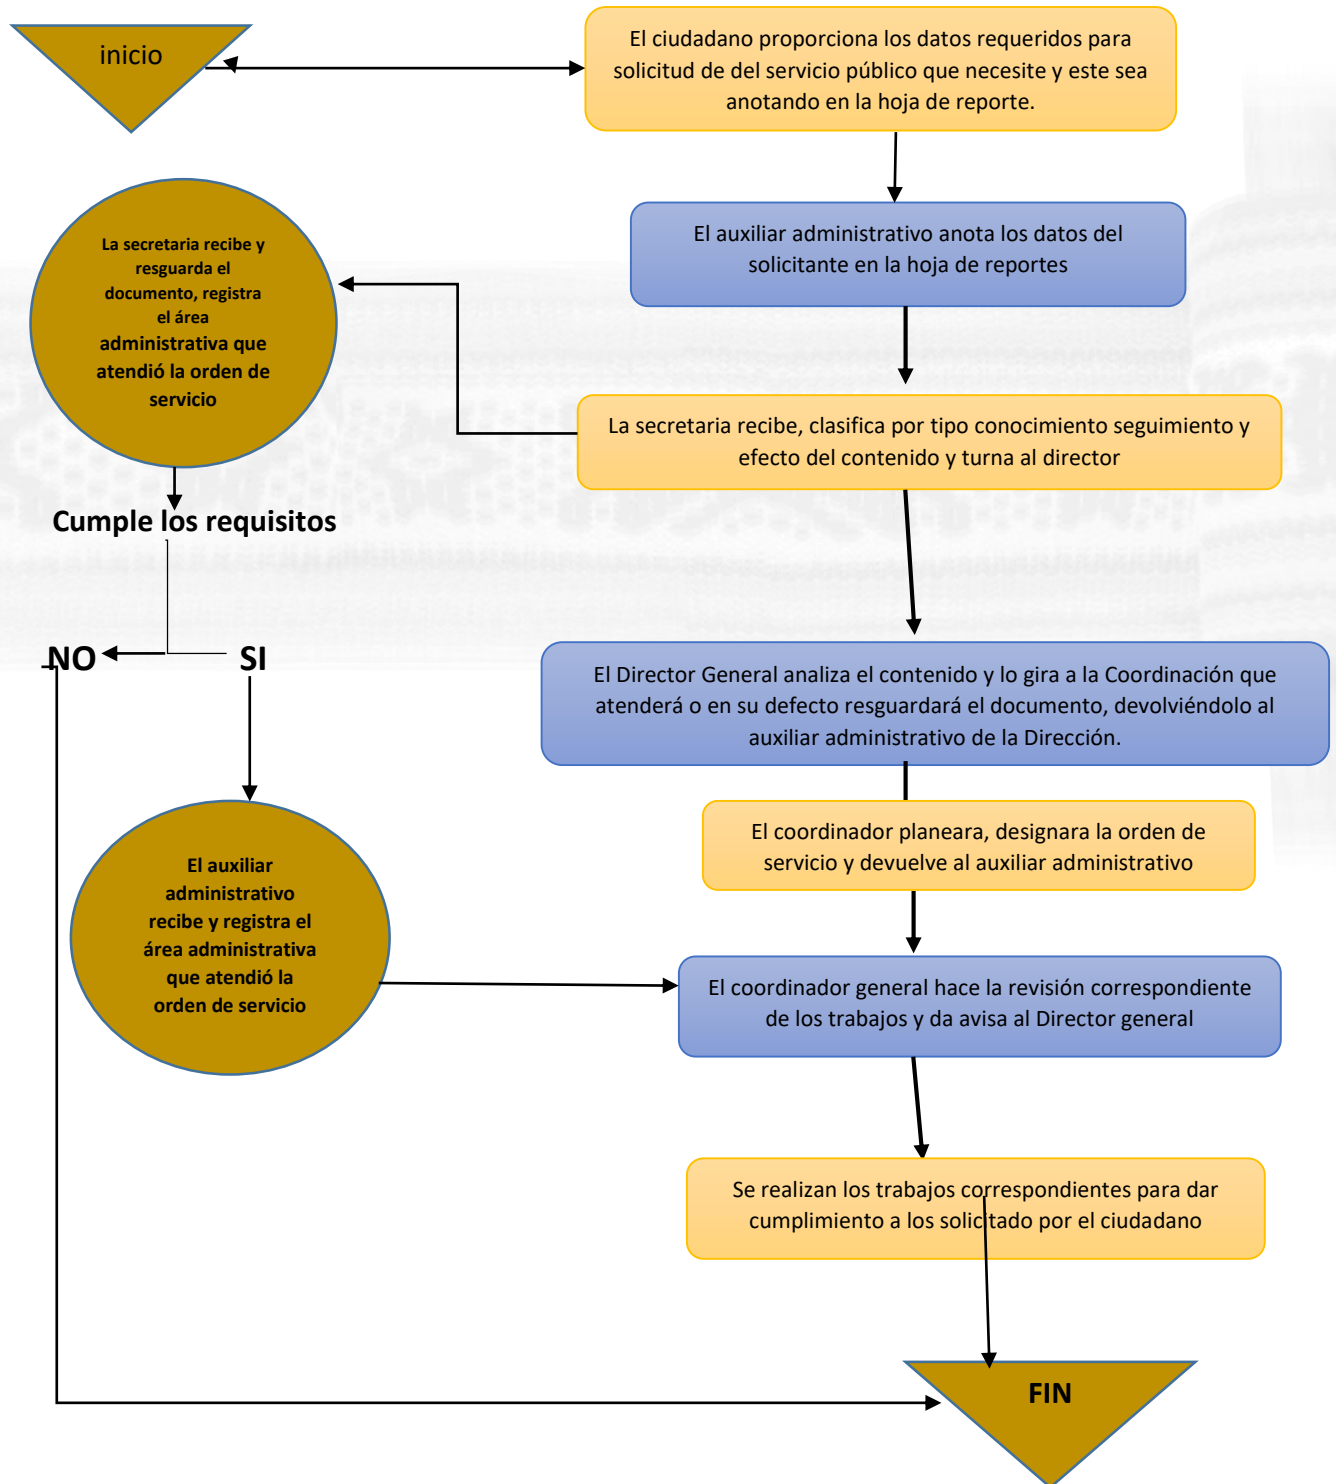 inicio
El ciudadano proporciona los datos requeridos para
solicitud de del servicio público que necesite y este sea
anotando en la hoja de reporte.
El auxiliar administrativo anota los datos del
solicitante en la hoja de reportes
La secretaria recibe y
resguarda el
documento, registra
el área
administrativa que
atendió la orden de
servicio
La secretaria recibe, clasifica por tipo conocimiento seguimiento y
efecto del contenido y turna al director
Cumple los requisitos
NO
SI
El Director General analiza el contenido y lo gira a la Coordinación que
atenderá o en su defecto resguardará el documento, devolviéndolo al
auxiliar administrativo de la Dirección.
El coordinador planeara, designara la orden de
servicio y devuelve al auxiliar administrativo
El auxiliar
administrativo
recibe y registra el
área administrativa
que atendió la
orden de servicio
El coordinador general hace la revisión correspondiente
de los trabajos y da avisa al Director general
Se realizan los trabajos correspondientes para dar
cumplimiento a los solicitado por el ciudadano
FIN